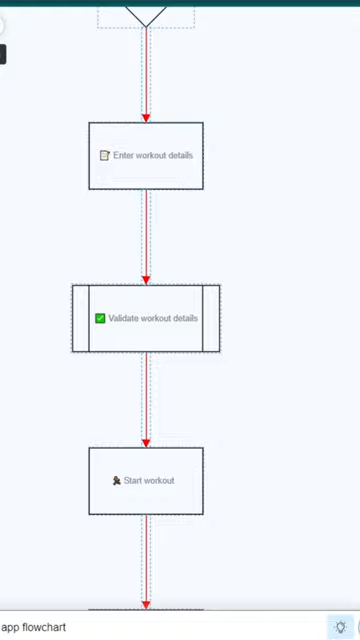 Enter workout details
Validate workout details
Start workout
app flowchart